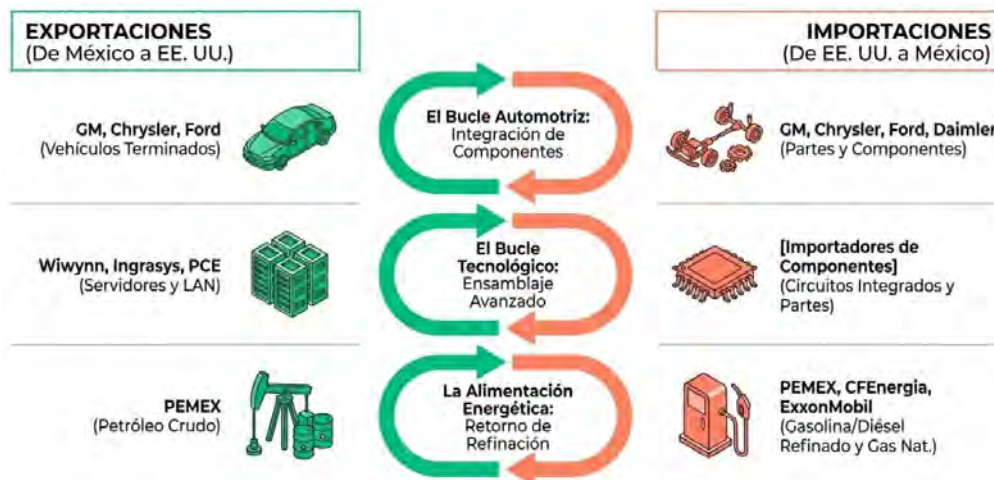 EXPORTACIONES
(De México a EE. UU.)
IMPORTACIONES
(De EE. UU. a México)
GM, Chrysler, Ford
(Vehículos Terminados)
El Bucle Automotriz:
Integración de
Componentes
GM, Chrysler, Ford, Daimler
(Partes y Componentes)
Wiwynn, Ingrasys, PCE
(Servidores y LAN)
El Bucle
Tecnológico:
Ensamblaje
Avanzado
[Importadores de
Componentes]
(Circuitos Integrados y
Partes)
PEMEX
(Petróleo Crudo)
La Alimentación
Energética:
Retorno de
Refinación
PEMEX, CFEnergia,
ExxonMobil
(Gasolina/Diésel
Refinado y Gas Nat.)